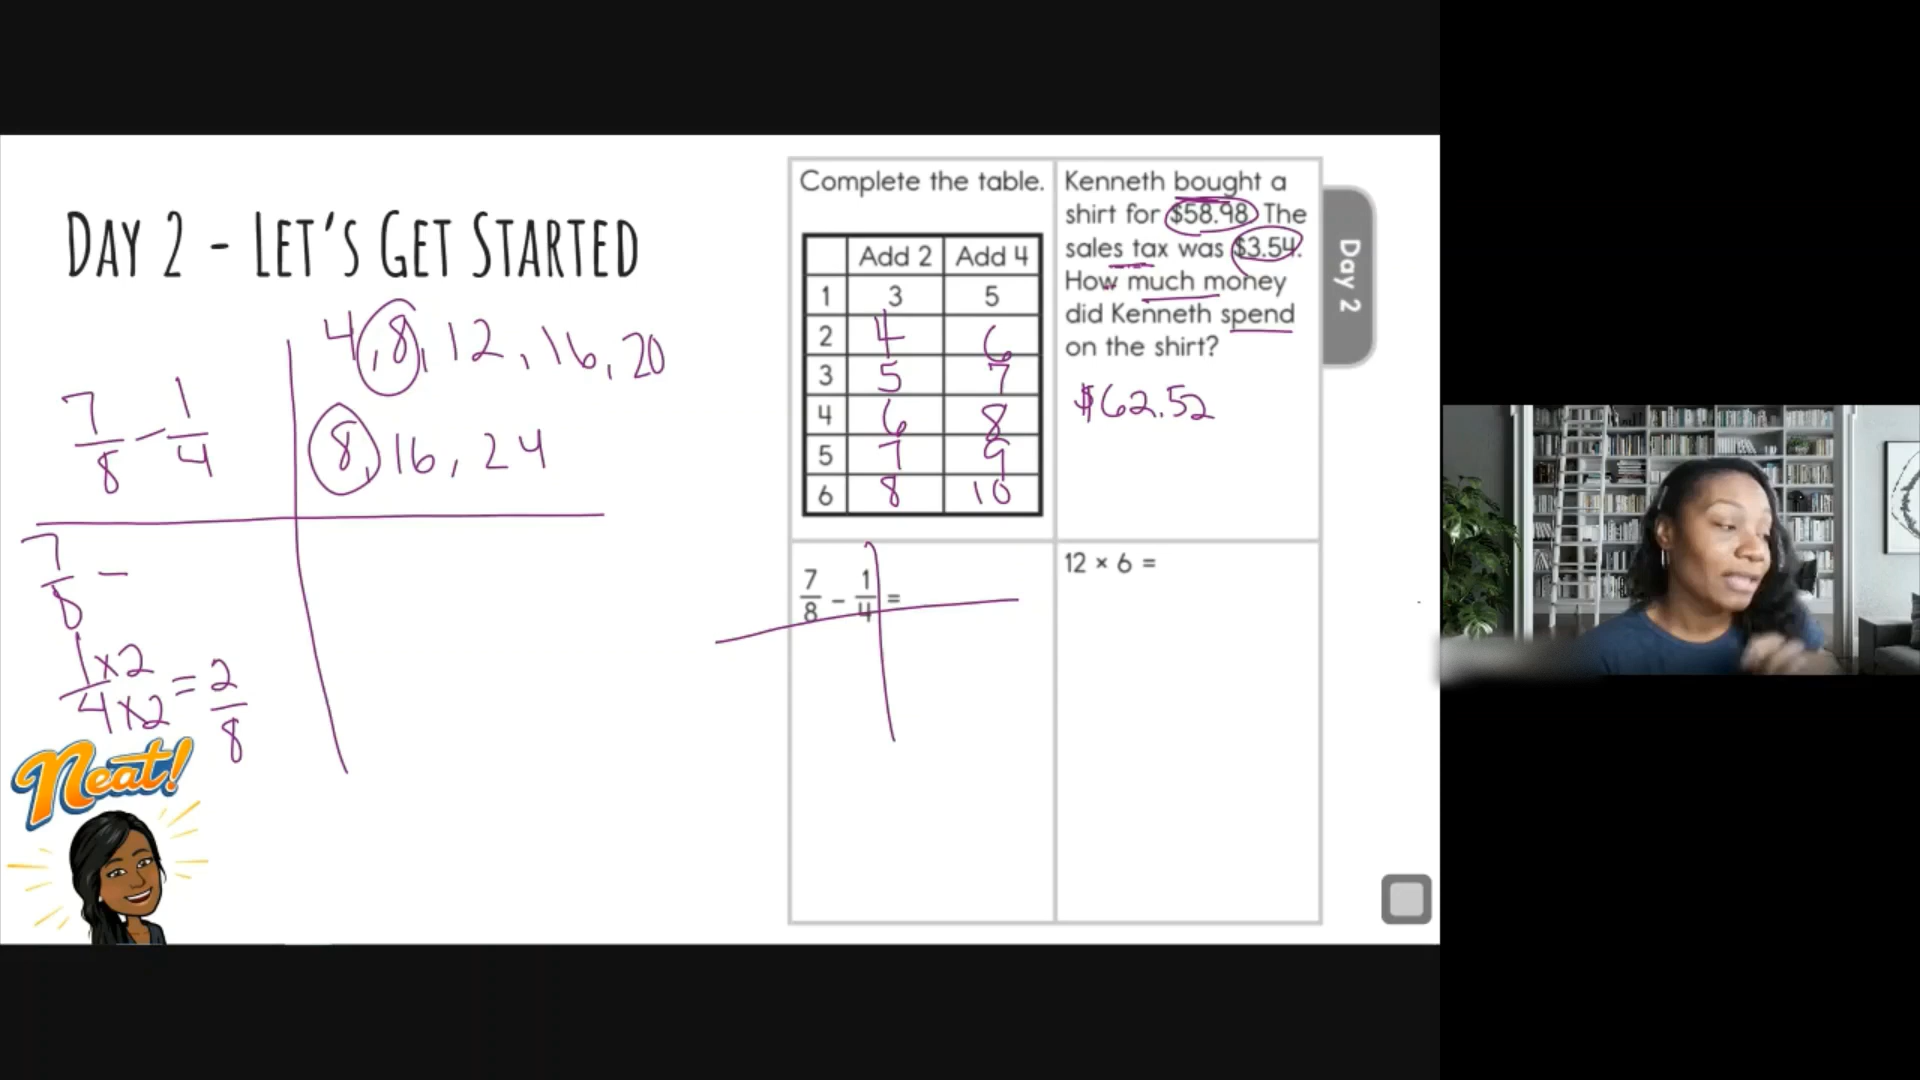 DAY 2 - LET'S GET STARTED
4, 8, 12, 16, 20
7/8 - 1/4
8, 16, 24
7/8 -
1×2/4×2 = 2/8
Neat!
Complete the table.
Add 2 Add 4
1 3 5
2 4 6
3 5 7
4 6 8
5 7 9
6 8 10
Kenneth bought a
shirt for $58.98. The
sales tax was $3.54.
How much money
did Kenneth spend
on the shirt?
$62.52
Day 2
7/8 - 1/4 =
12 × 6 =